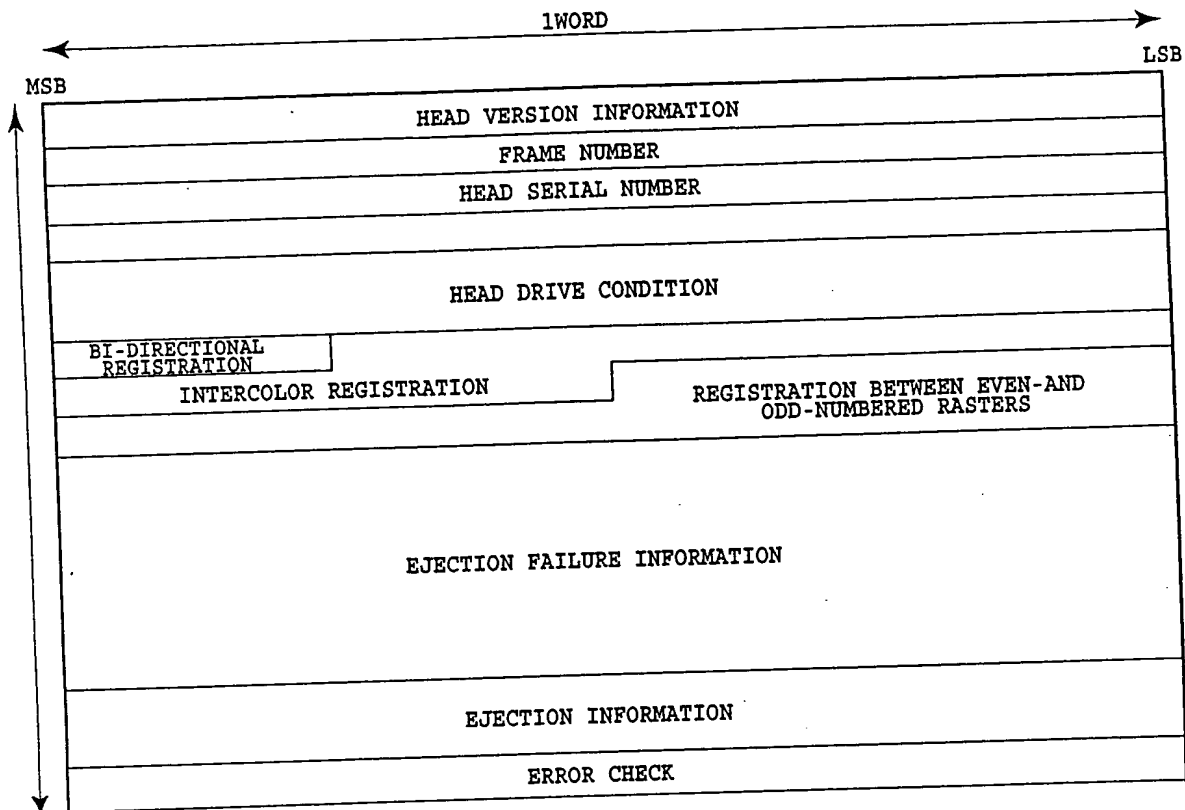 1WORD
MSB
LSB
HEAD VERSION INFORMATION
FRAME NUMBER
HEAD SERIAL NUMBER
HEAD DRIVE CONDITION
BI-DIRECTIONAL
REGISTRATION
INTERCOLOR REGISTRATION
REGISTRATION BETWEEN EVEN-AND
ODD-NUMBERED RASTERS
EJECTION FAILURE INFORMATION
EJECTION INFORMATION
ERROR CHECK